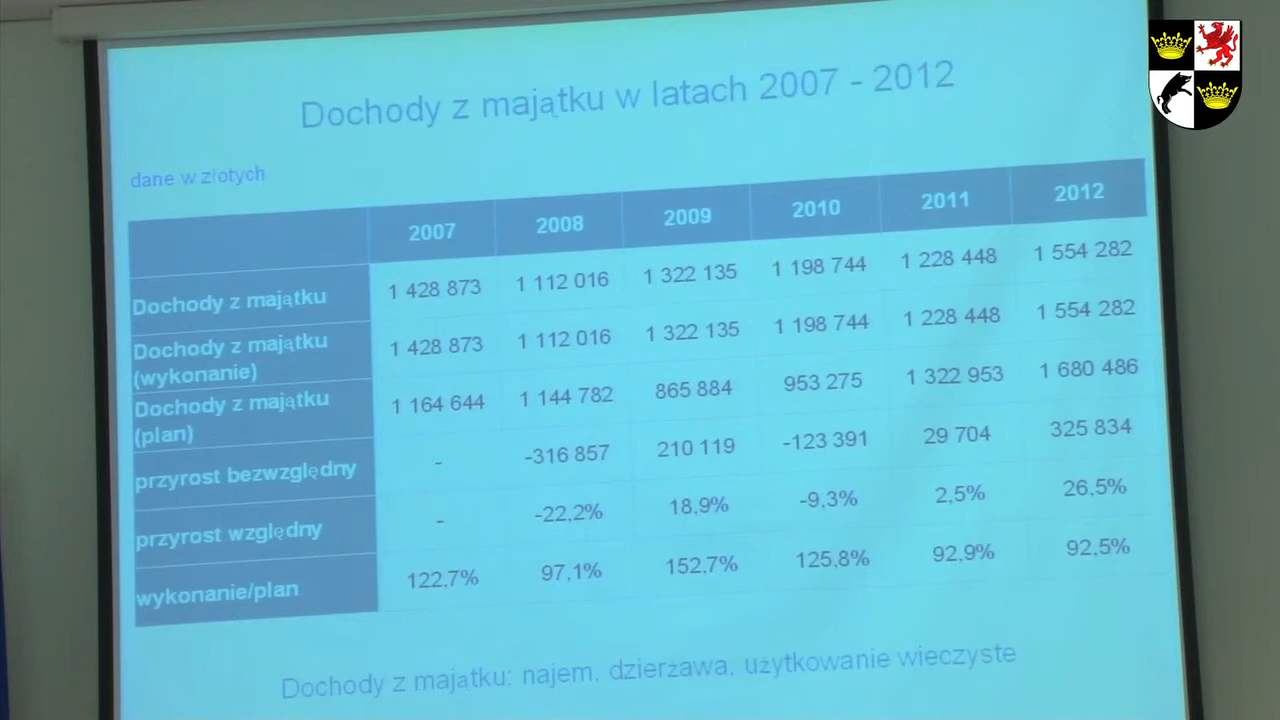 Dochody z majątku w latach 2007 - 2012
dane w złotych
2007 2008 2009 2010 2011 2012
Dochody z majątku 1 428 873 1 112 016 1 322 135 1 198 744 1 228 448 1 554 282
Dochody z majątku
(wykonanie) 1 428 873 1 112 016 1 322 135 1 198 744 1 228 448 1 554 282
Dochody z majątku
(plan) 1 164 644 1 144 782 865 884 953 275 1 322 953 1 680 486
przyrost bezwzględny - -316 857 210 119 -123 391 29 704 325 834
przyrost względny - -22,2% 18,9% -9,3% 2,5% 26,5%
wykonanie/plan 122,7% 97,1% 152,7% 125,8% 92,9% 92,5%
Dochody z majątku: najem, dzierżawa, użytkowanie wieczyste